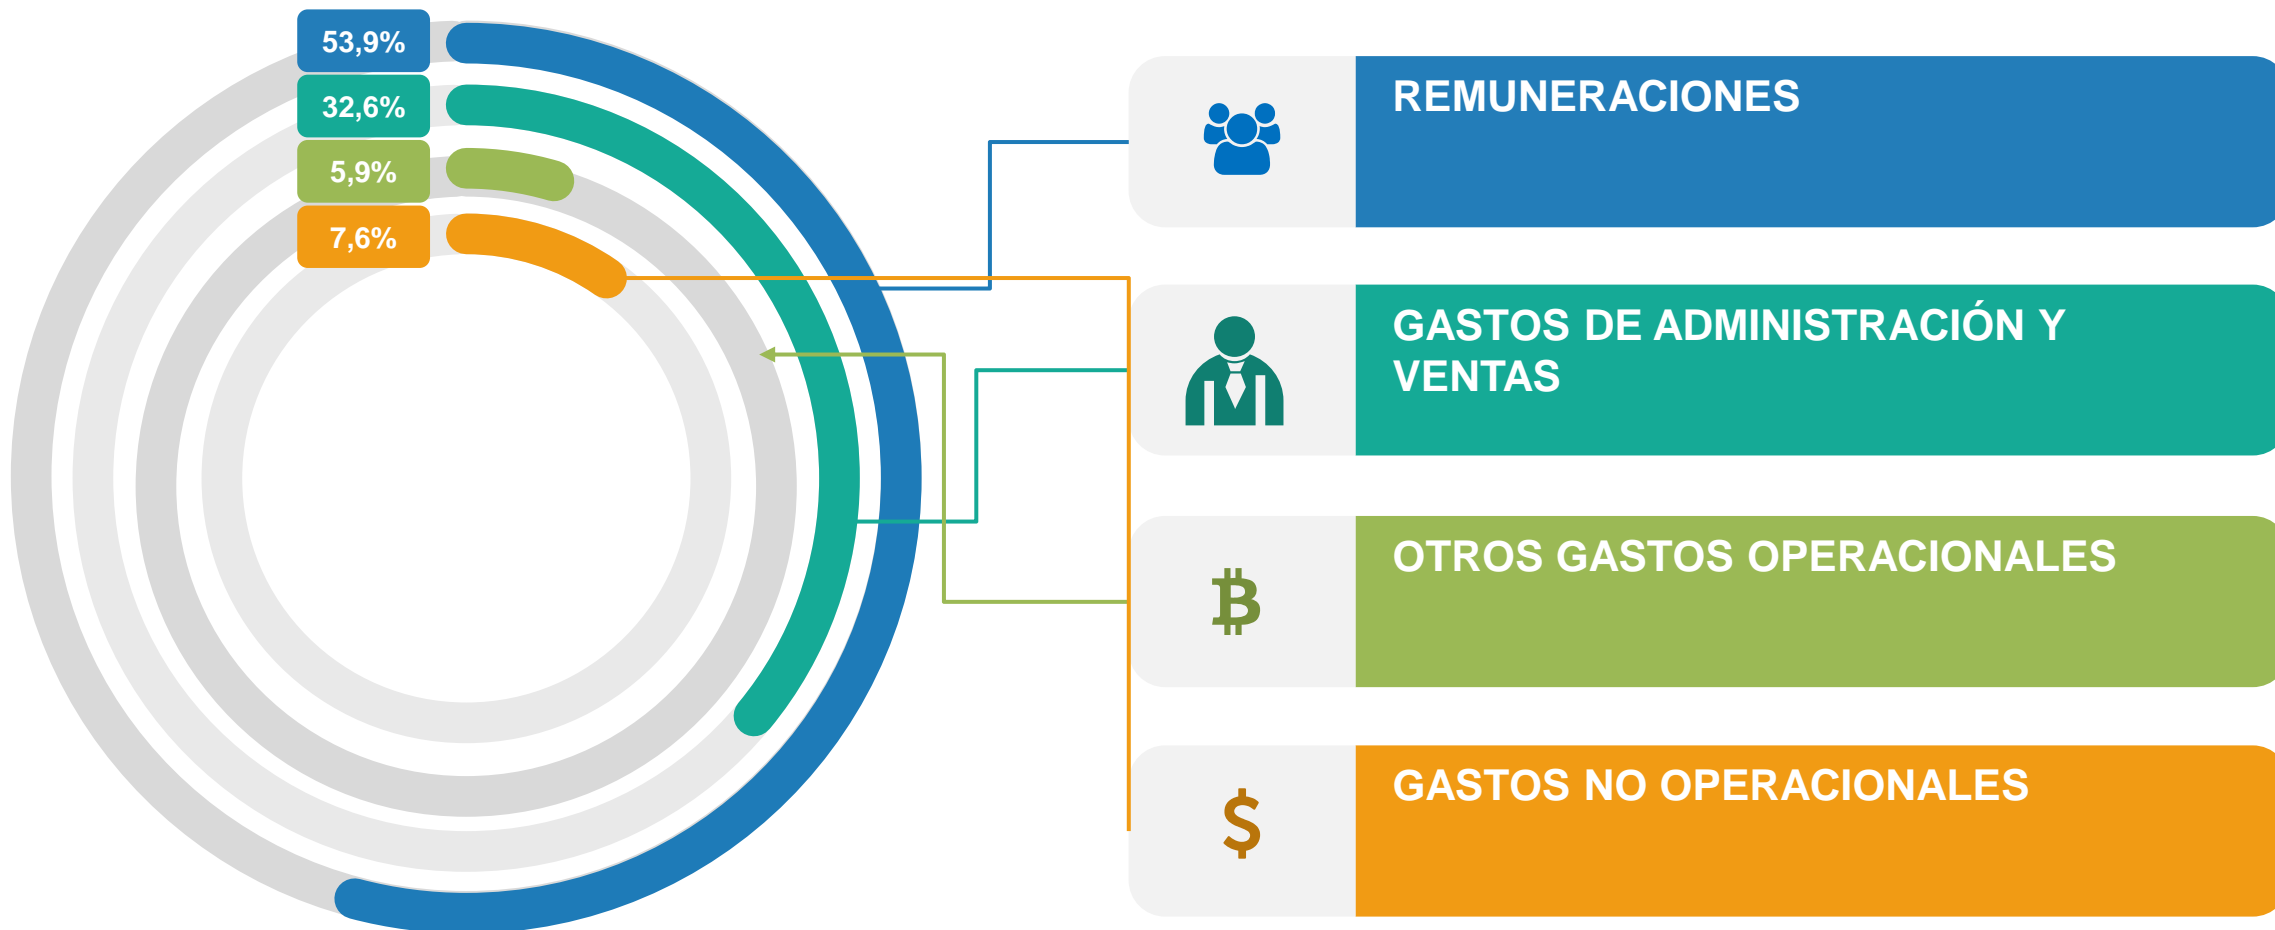 53,9%
32,6%
5,9%
7,6%
REMUNERACIONES
GASTOS DE ADMINISTRACIÓN Y
VENTAS
OTROS GASTOS OPERACIONALES
GASTOS NO OPERACIONALES